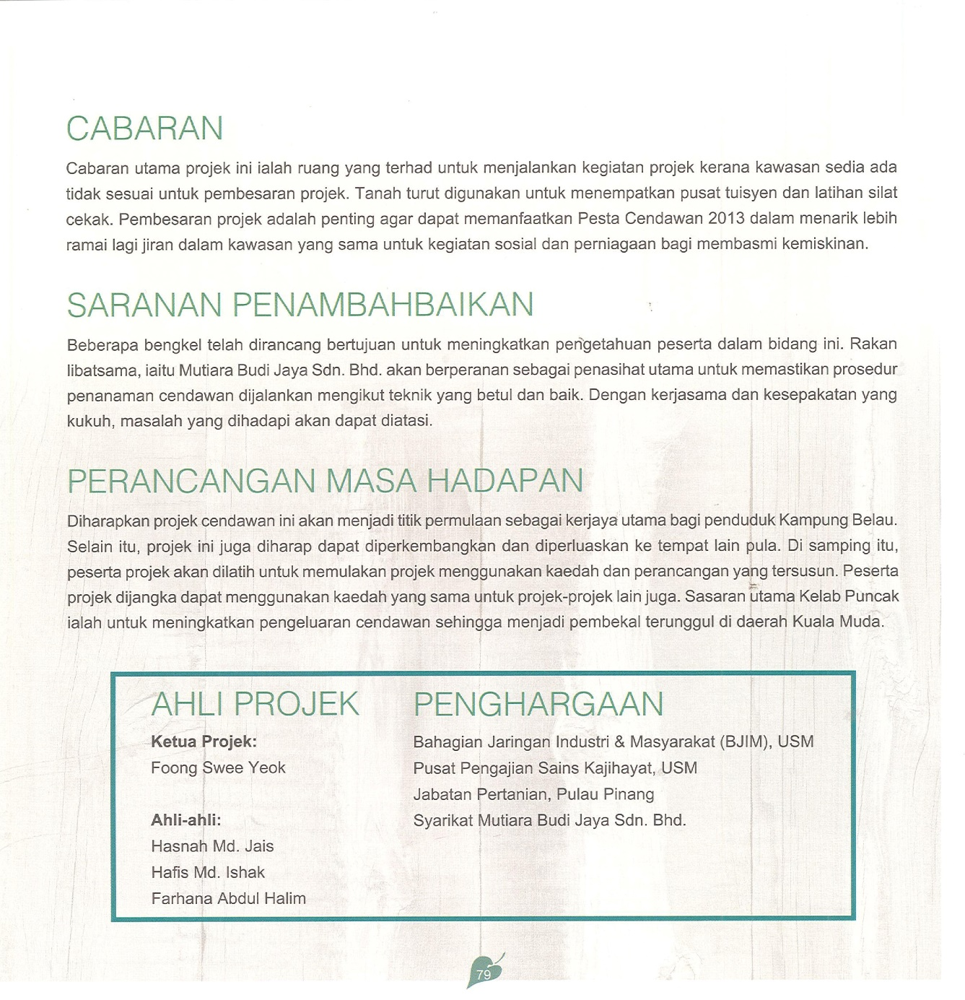 CABARAN
Cabaran utama projek ini ialah ruang yang terhad untuk menjalankan kegiatan projek kerana kawasan sedia ada
tidak sesuai untuk pembesaran projek. Tanah turut digunakan untuk menempatkan pusat tuisyen dan latihan silat
cekak. Pembesaran projek adalah penting agar dapat memanfaatkan Pesta Cendawan 2013 dalam menarik lebih
ramai lagi jiran dalam kawasan yang sama untuk kegiatan sosial dan perniagaan bagi membasmi kemiskinan.
SARANAN PENAMBAHBAIKAN
Beberapa bengkel telah dirancang bertujuan untuk meningkatkan pengetahuan peserta dalam bidang ini. Rakan
libatsama, iaitu Mutiara Budi Jaya Sdn. Bhd. akan berperanan sebagai penasihat utama untuk memastikan prosedur
penanaman cendawan dijalankan mengikut teknik yang betul dan baik. Dengan kerjasama dan kesepakatan yang
kukuh, masalah yang dihadapi akan dapat diatasi.
PERANCANGAN MASA HADAPAN
Diharapkan projek cendawan ini akan menjadi titik permulaan sebagai kerjaya utama bagi penduduk Kampung Belau.
Selain itu, projek ini juga diharap dapat diperkembangkan dan diperluaskan ke tempat lain pula. Di samping itu,
peserta projek akan dilatih untuk memulakan projek menggunakan kaedah dan perancangan yang tersusun. Peserta
projek dijangka dapat menggunakan kaedah yang sama untuk projek-projek lain juga. Sasaran utama Kelab Puncak
ialah untuk meningkatkan pengeluaran cendawan sehingga menjadi pembekal terunggul di daerah Kuala Muda.
AHLI PROJEK
Ketua Projek:
Foong Swee Yeok
Ahli-ahli:
Hasnah Md. Jais
Hafis Md. Ishak
Farhana Abdul Halim
PENGHARGAAN
Bahagian Jaringan Industri & Masyarakat (BJIM), USM
Pusat Pengajian Sains Kajihayat, USM
Jabatan Pertanian, Pulau Pinang
Syarikat Mutiara Budi Jaya Sdn. Bhd.
79